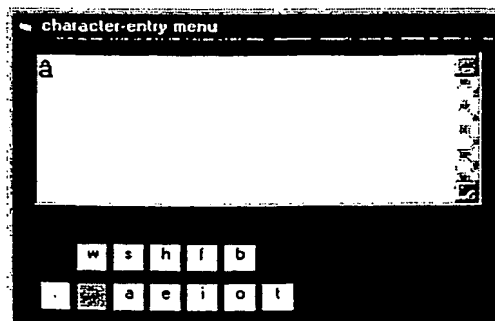 character-entry menu
a
w s h f b
. a e i o t